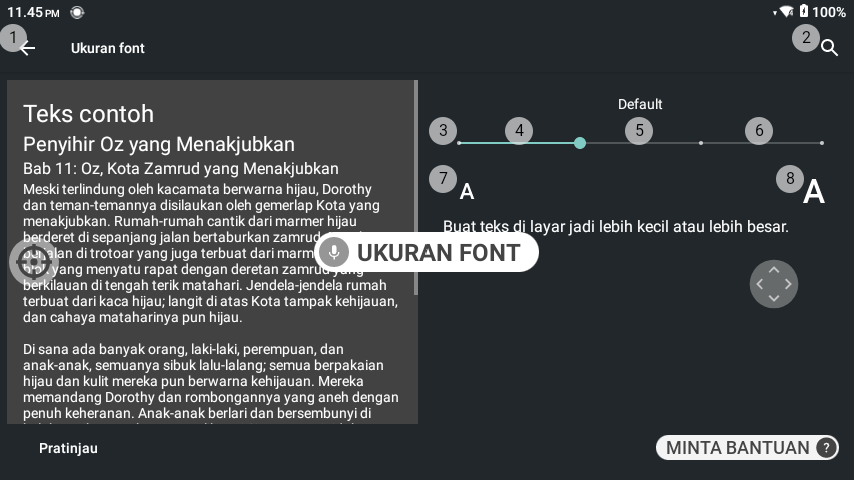 11.45 PM
100%
1
2
Ukuran font
Teks contoh
Penyihir Oz yang Menakjubkan
Bab 11: Oz, Kota Zamrud yang Menakjubkan
Meski terlindung oleh kacamata berwarna hijau, Dorothy
dan teman-temannya disilaukan oleh gemerlap Kota yang
menakjubkan. Rumah-rumah cantik dari marmer hijau
berderet di sepanjang jalan bertaburkan zamrud
di trotoar yang juga terbuat dari
yang menyatu rapat dengan deretan zamrud yang
berkilauan di tengah terik matahari. Jendela-jendela rumah
terbuat dari kaca hijau; langit di atas Kota tampak kehijauan,
dan cahaya mataharinya pun hijau.
Di sana ada banyak orang, laki-laki, perempuan, dan
anak-anak, semuanya sibuk lalu-lalang; semua berpakaian
hijau dan kulit mereka pun berwarna kehijauan. Mereka
memandang Dorothy dan rombongannya yang aneh dengan
penuh keheranan. Anak-anak berlari dan bersembunyi di
Pratinjau
Default
3
4
5
6
7
A
8
A
Buat teks di layar jadi lebih kecil atau lebih besar.
UKURAN FONT
MINTA BANTUAN ?